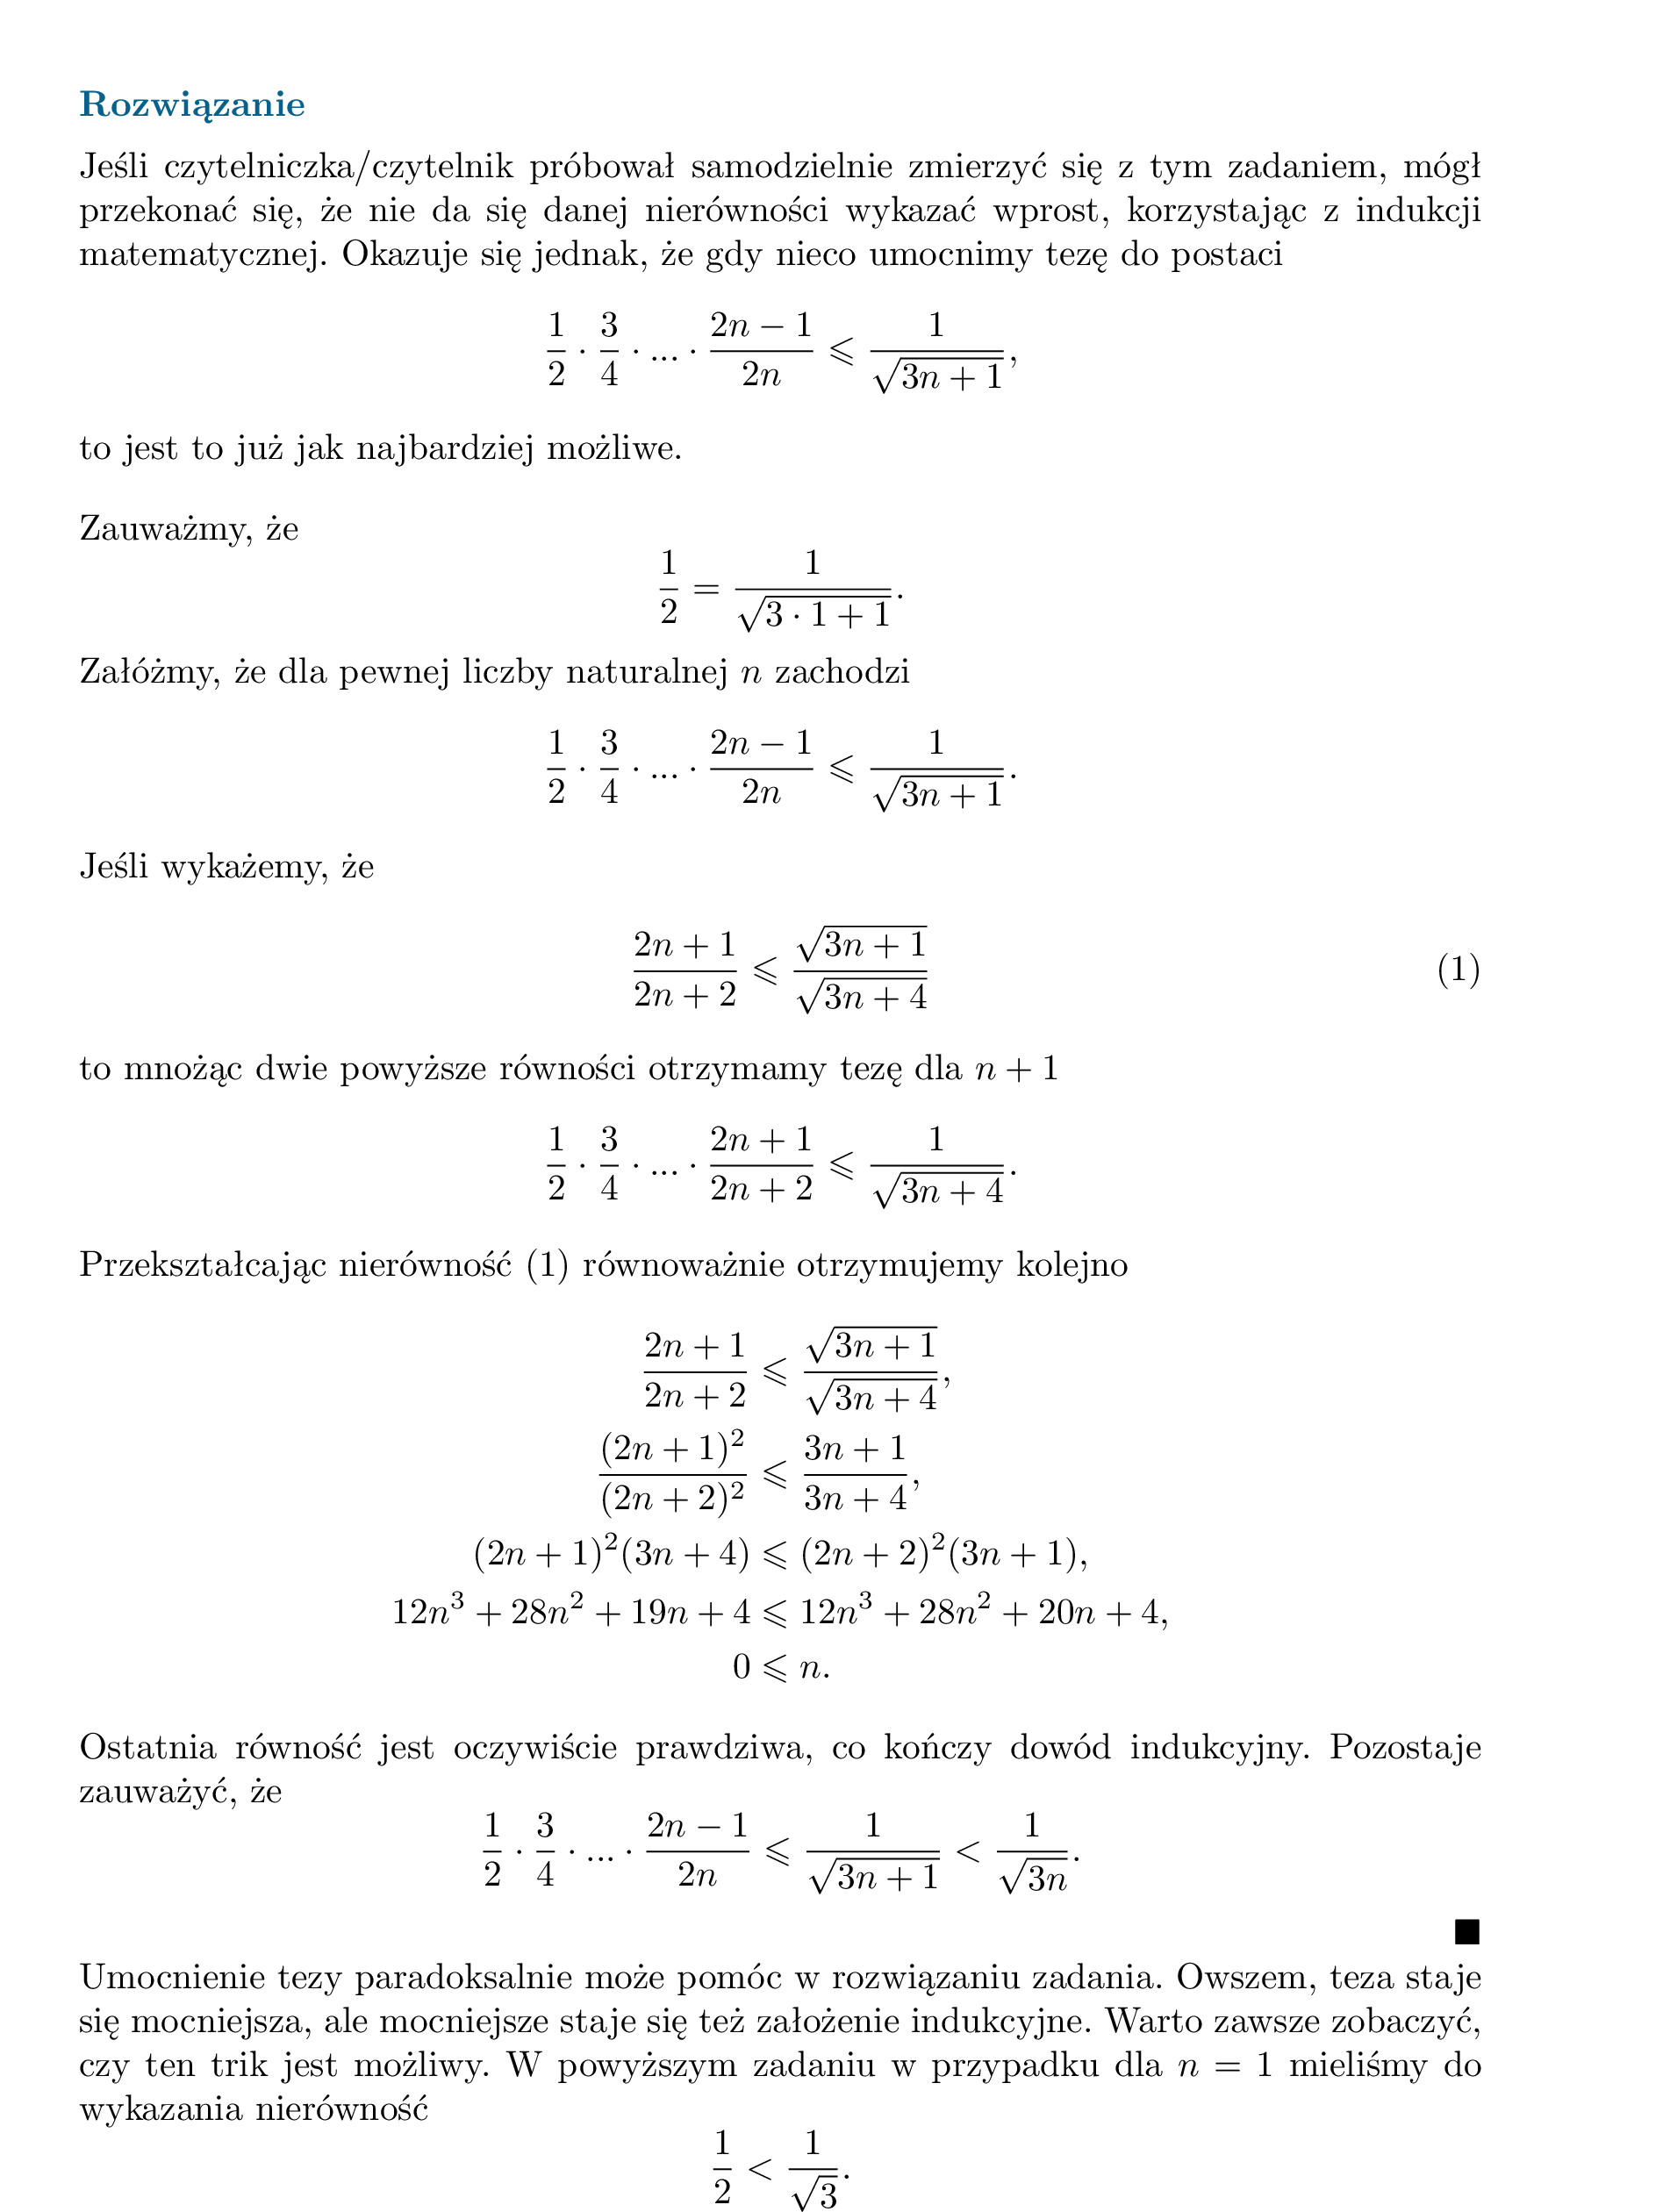 Rozwiązanie
Jeśli czytelniczka/czytelnik próbował samodzielnie zmierzyć się z tym zadaniem, mógł
przekonać się, że nie da się danej nierówności wykazać wprost, korzystając z indukcji
matematycznej. Okazuje się jednak, że gdy nieco umocnimy tezę do postaci
$$\frac{1}{2} \cdot \frac{3}{4} \cdot ... \cdot \frac{2n-1}{2n} \leqslant \frac{1}{\sqrt{3n+1}},$$
to jest to już jak najbardziej możliwe.
Zauważmy, że
$$\frac{1}{2} = \frac{1}{\sqrt{3 \cdot 1+1}}.$$
Załóżmy, że dla pewnej liczby naturalnej $n$ zachodzi
$$\frac{1}{2} \cdot \frac{3}{4} \cdot ... \cdot \frac{2n-1}{2n} \leqslant \frac{1}{\sqrt{3n+1}}.$$
Jeśli wykażemy, że
$$\frac{2n+1}{2n+2} \leqslant \frac{\sqrt{3n+1}}{\sqrt{3n+4}}$$ (1)
to mnożąc dwie powyższe równości otrzymamy tezę dla $n+1$
$$\frac{1}{2} \cdot \frac{3}{4} \cdot ... \cdot \frac{2n+1}{2n+2} \leqslant \frac{1}{\sqrt{3n+4}}.$$
Przekształcając nierówność (1) równoważnie otrzymujemy kolejno
$$\frac{2n+1}{2n+2} \leqslant \frac{\sqrt{3n+1}}{\sqrt{3n+4}},$$
$$\frac{(2n+1)^2}{(2n+2)^2} \leqslant \frac{3n+1}{3n+4},$$
$$(2n+1)^2(3n+4) \leqslant (2n+2)^2(3n+1),$$
$$12n^3+28n^2+19n+4 \leqslant 12n^3+28n^2+20n+4,$$
$$0 \leqslant n.$$
Ostatnia równość jest oczywiście prawdziwa, co kończy dowód indukcyjny. Pozostaje
zauważyć, że
$$\frac{1}{2} \cdot \frac{3}{4} \cdot ... \cdot \frac{2n-1}{2n} \leqslant \frac{1}{\sqrt{3n+1}} < \frac{1}{\sqrt{3n}}.$$
■
Umocnienie tezy paradoksalnie może pomóc w rozwiązaniu zadania. Owszem, teza staje
się mocniejsza, ale mocniejsze staje się też założenie indukcyjne. Warto zawsze zobaczyć,
czy ten trik jest możliwy. W powyższym zadaniu w przypadku dla $n = 1$ mieliśmy do
wykazania nierówność
$$\frac{1}{2} < \frac{1}{\sqrt{3}}.$$